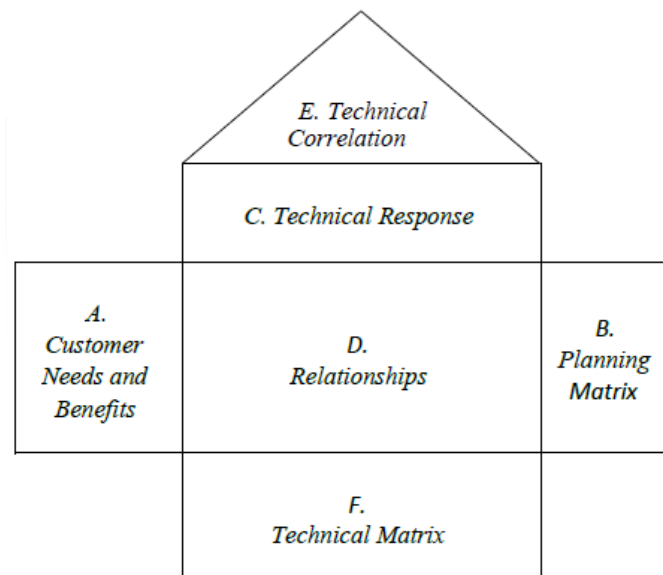 E. Technical
Correlation
C. Technical Response
A.
Customer
Needs and
Benefits
D.
Relationships
B.
Planning
Matrix
F.
Technical Matrix